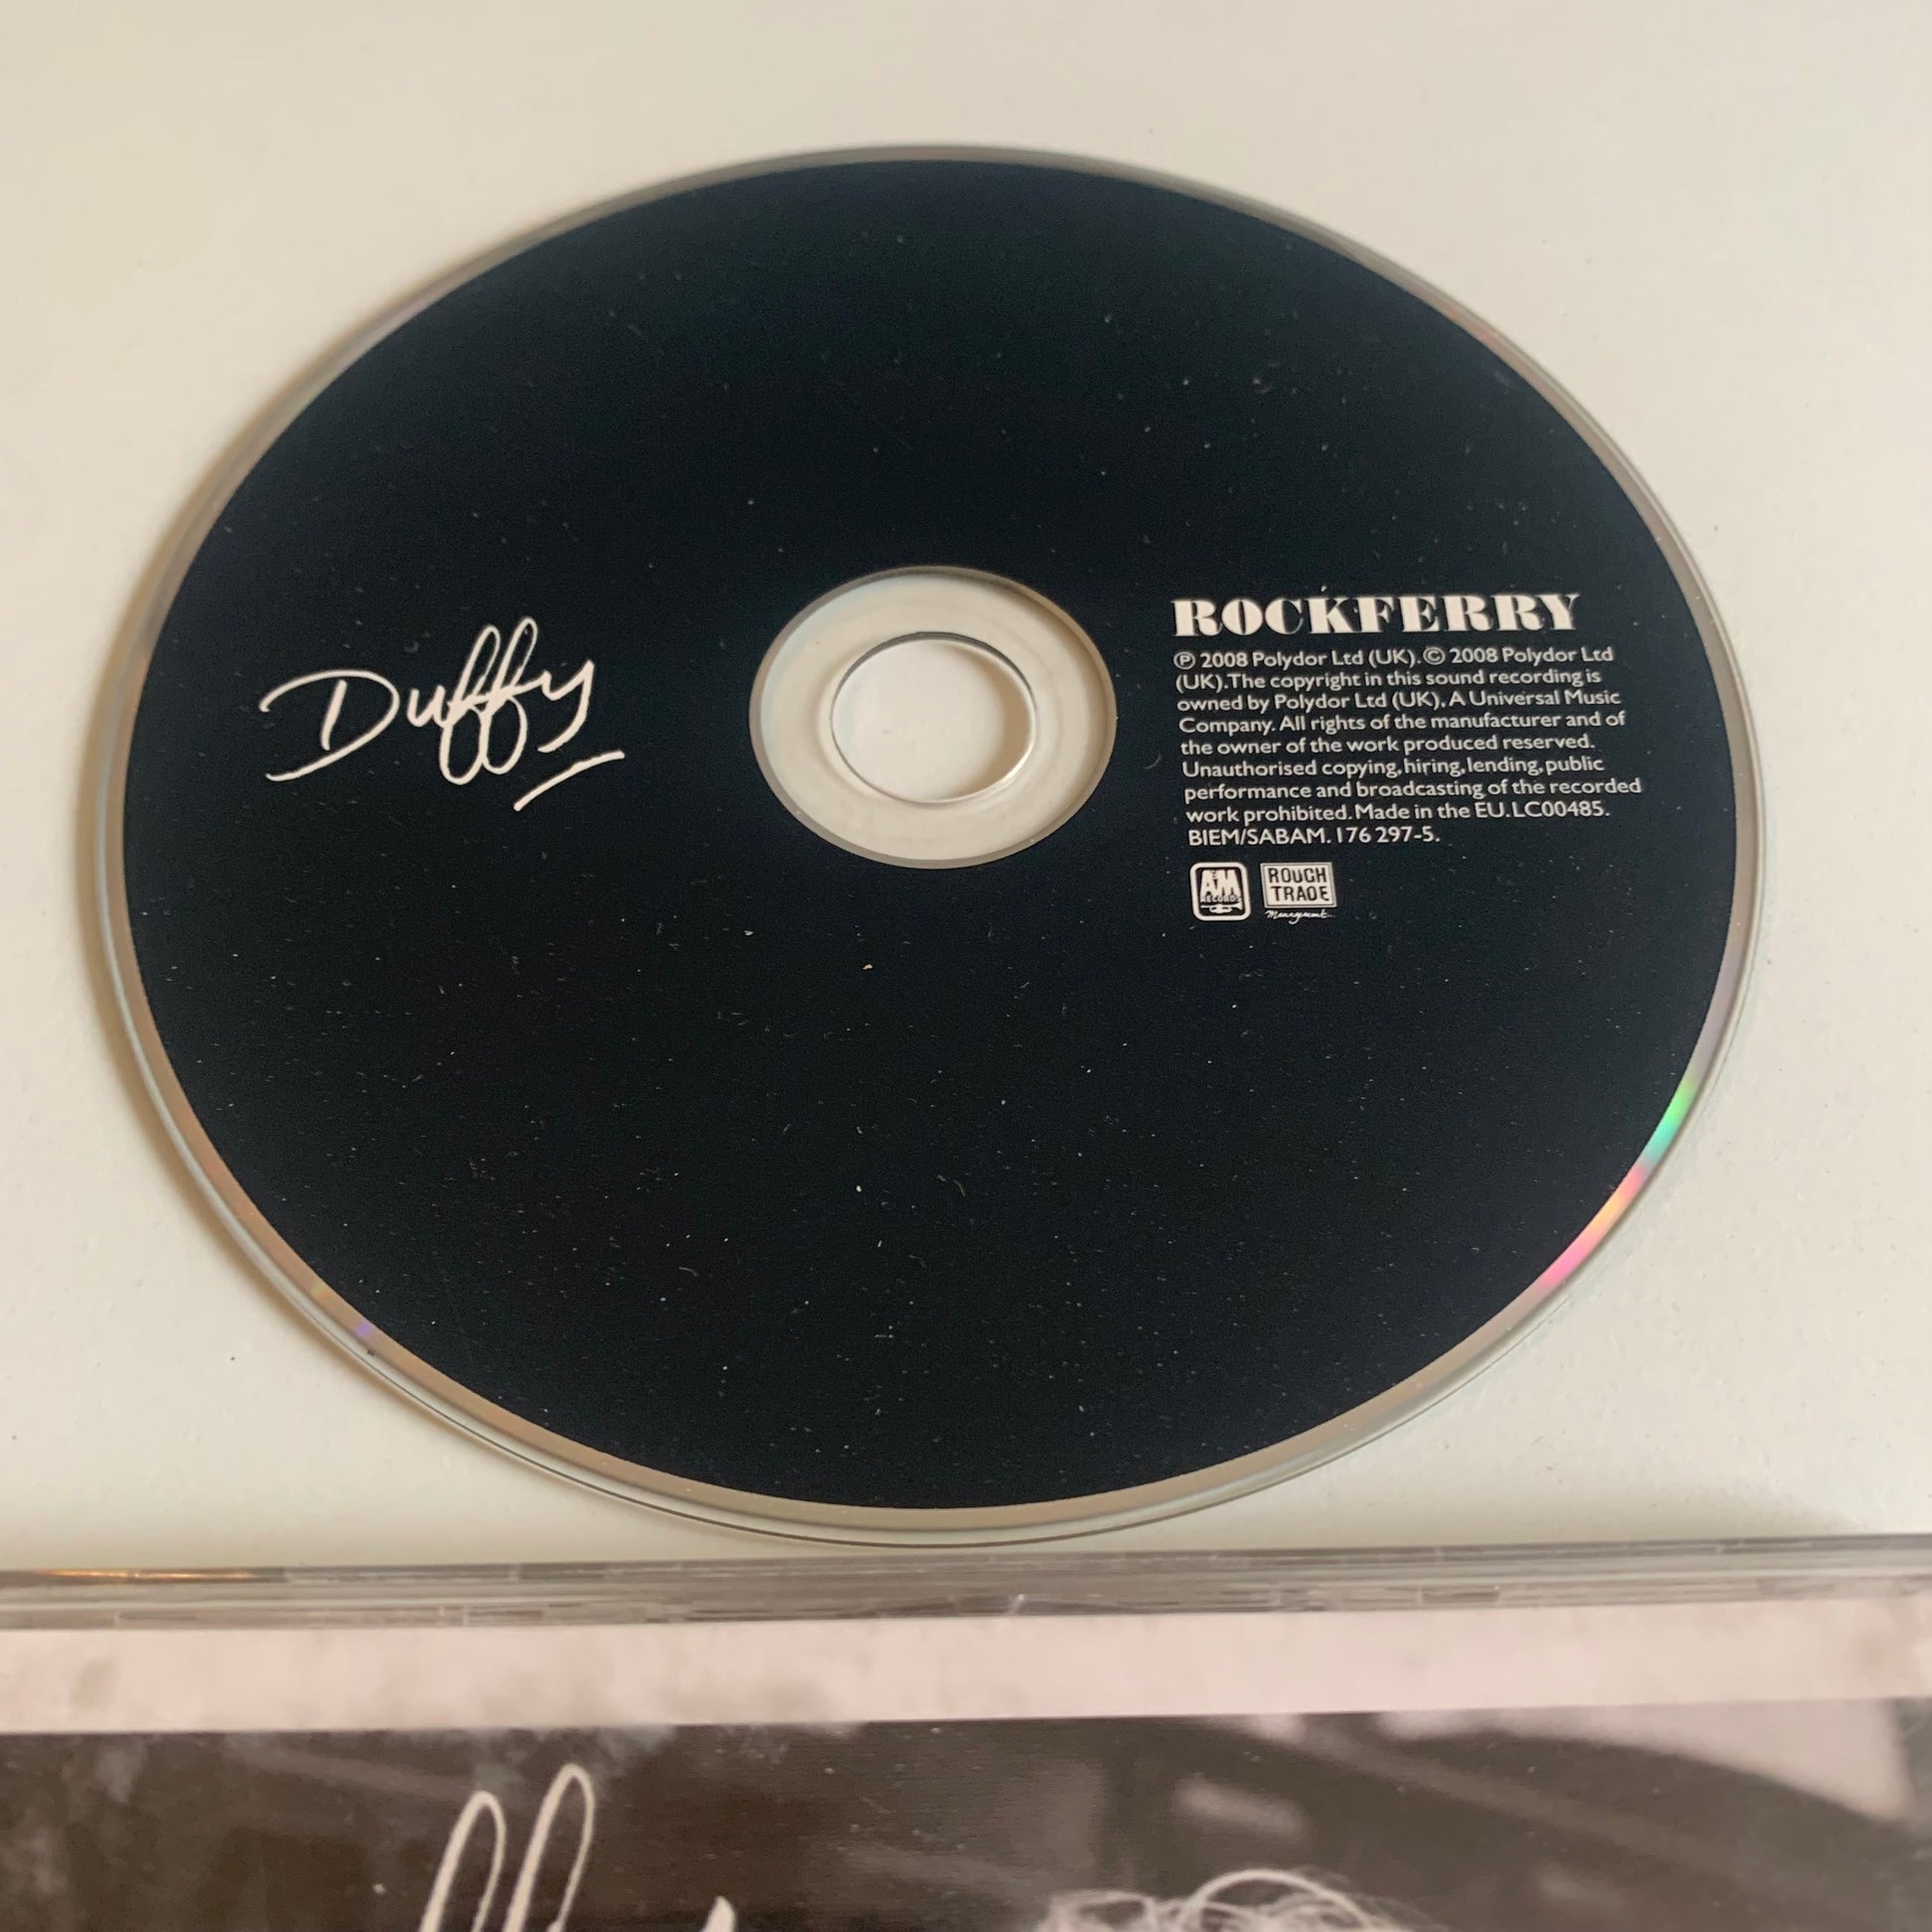 Duffy
ROCKFERRY
℗ 2008 Polydor Ltd (UK). © 2008 Polydor Ltd
(UK). The copyright in this sound recording is
owned by Polydor Ltd (UK), A Universal Music
Company. All rights of the manufacturer and of
the owner of the work produced reserved.
Unauthorised copying, hiring, lending, public
performance and broadcasting of the recorded
work prohibited. Made in the EU. LC00485.
BIEM/SABAM. 176 297-5.
AM
RECORDS
ROUGH
TRADE
Management